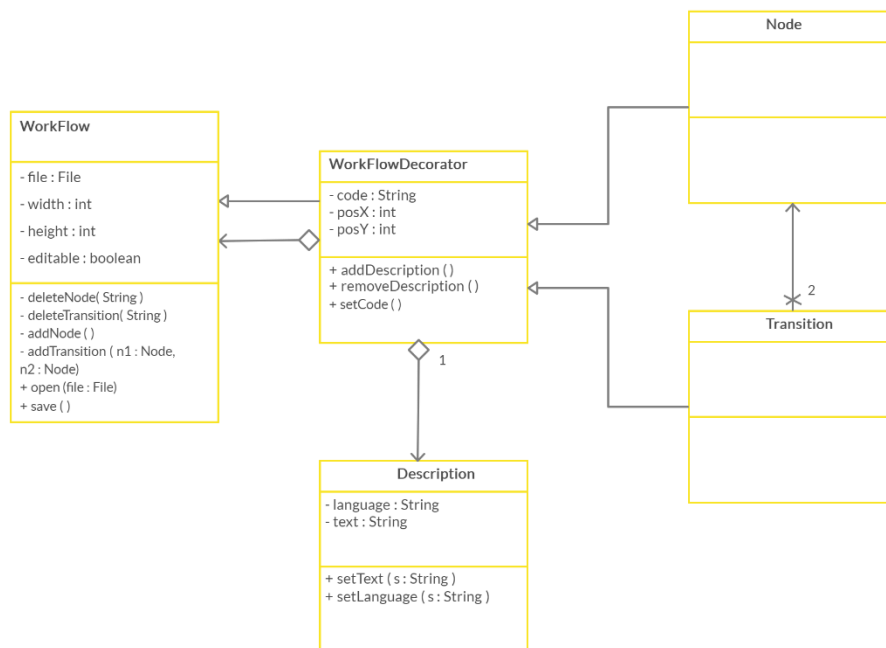 WorkFlow
- file : File
- width : int
- height : int
- editable : boolean
- deleteNode( String )
- deleteTransition( String )
- addNode ( )
- addTransition ( n1 : Node,
n2 : Node)
+ open (file : File)
+ save ( )
WorkFlowDecorator
- code : String
- posX : int
- posY : int
+ addDescription ( )
+ removeDescription ( )
+ setCode ( )
1
Description
- language : String
- text : String
+ setText ( s : String )
+ setLanguage ( s : String )
Node
2
Transition